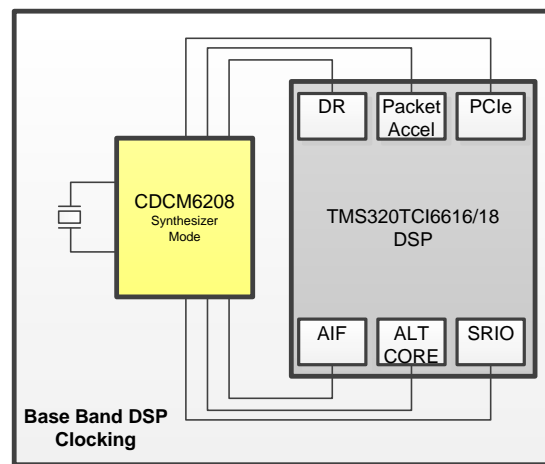 DR
Packet
Accel
PCIe
CDCM6208
Synthesizer
Mode
TMS320TCI6616/18
DSP
AIF
ALT
CORE
SRIO
Base Band DSP
Clocking